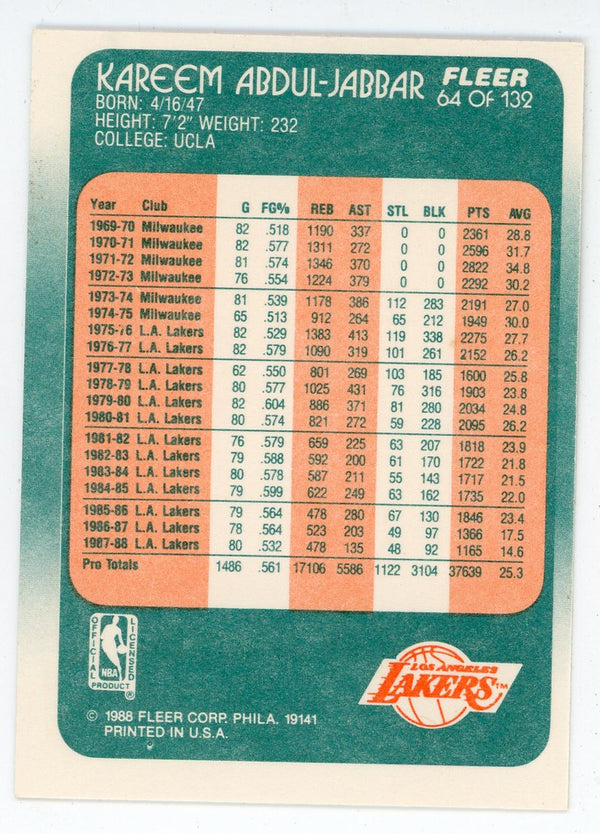 KAREEM ABDUL-JABBAR FLEER
BORN: 4/16/47 64 OF 132
HEIGHT: 7'2" WEIGHT: 232
COLLEGE: UCLA
Year Club G FG% REB AST STL BLK PTS AVG
1969-70 Milwaukee 82 .518 1190 337 0 0 2361 28.8
1970-71 Milwaukee 82 .577 1311 272 0 0 2596 31.7
1971-72 Milwaukee 81 .574 1346 370 0 0 2822 34.8
1972-73 Milwaukee 76 .554 1224 379 0 0 2292 30.2
1973-74 Milwaukee 81 .539 1178 386 112 283 2191 27.0
1974-75 Milwaukee 65 .513 912 264 65 212 1949 30.0
1975-76 L.A. Lakers 82 .529 1383 413 119 338 2275 27.7
1976-77 L.A. Lakers 82 .579 1090 319 101 261 2152 26.2
1977-78 L.A. Lakers 62 .550 801 269 103 185 1600 25.8
1978-79 L.A. Lakers 80 .577 1025 431 76 316 1903 23.8
1979-80 L.A. Lakers 82 .604 886 371 81 280 2034 24.8
1980-81 L.A. Lakers 80 .574 821 272 59 228 2095 26.2
1981-82 L.A. Lakers 76 .579 659 225 63 207 1818 23.9
1982-83 L.A. Lakers 79 .588 592 200 61 170 1722 21.8
1983-84 L.A. Lakers 80 .578 587 211 55 143 1717 21.5
1984-85 L.A. Lakers 79 .599 622 249 63 162 1735 22.0
1985-86 L.A. Lakers 79 .564 478 280 67 130 1846 23.4
1986-87 L.A. Lakers 78 .564 523 203 49 97 1366 17.5
1987-88 L.A. Lakers 80 .532 478 135 48 92 1165 14.6
Pro Totals 1486 .561 17106 5586 1122 3104 37639 25.3
OFFICIAL LICENSED
NBA
PRODUCT ®
LOS ANGELES
LAKERS™
© 1988 FLEER CORP. PHILA. 19141
PRINTED IN U.S.A.